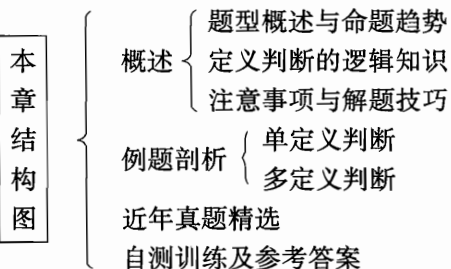 本章结构图
概述
题型概述与命题趋势
定义判断的逻辑知识
注意事项与解题技巧
例题剖析
单定义判断
多定义判断
近年真题精选
自测训练及参考答案